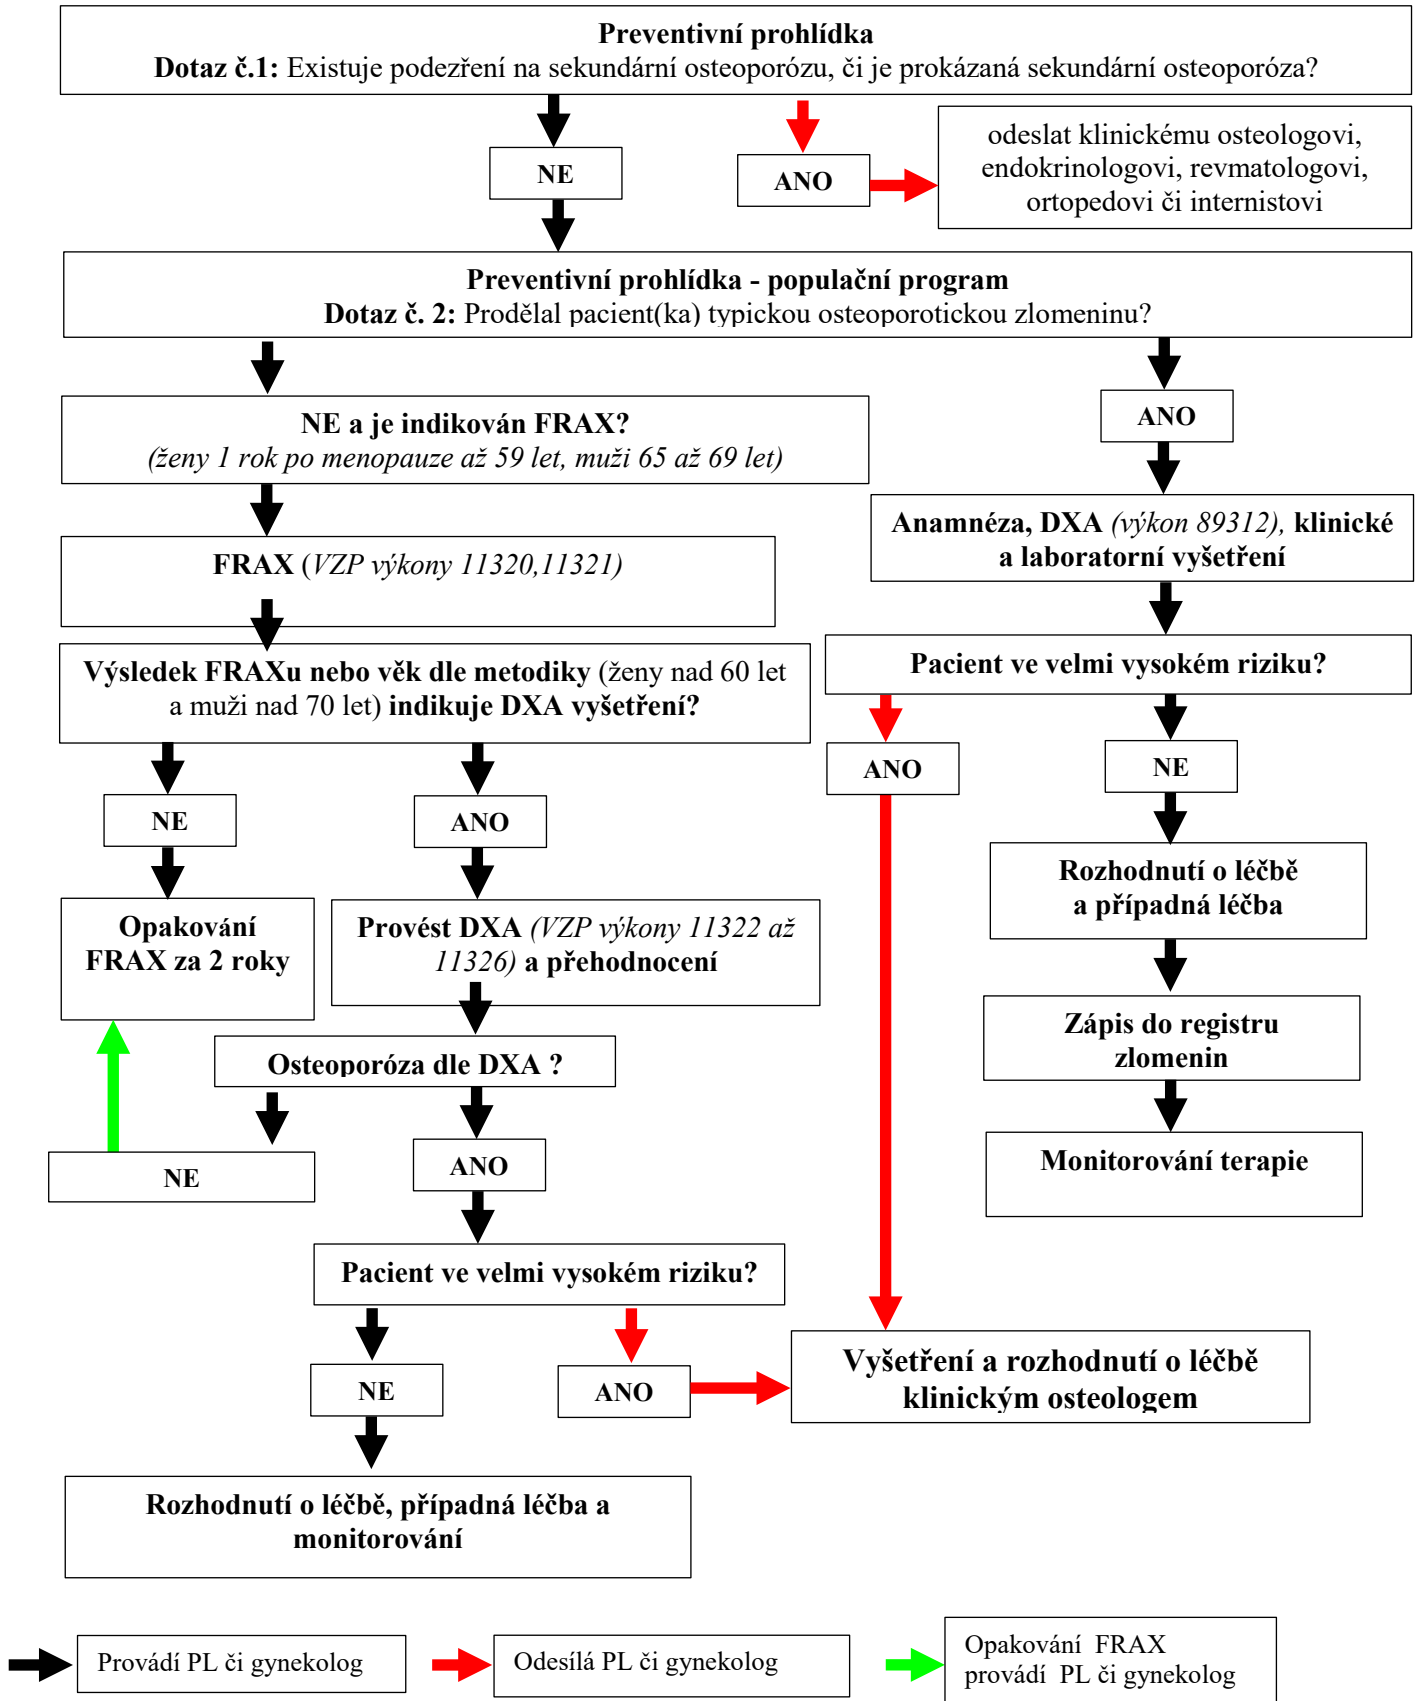 Preventivní prohlídka
Dotaz č.1: Existuje podezření na sekundární osteoporózu, či je prokázaná sekundární osteoporóza?
NE
ANO
odeslat klinickému osteologovi,
endokrinologovi, revmatologovi,
ortopedovi či internistovi
Preventivní prohlídka - populační program
Dotaz č. 2: Prodělal pacient(ka) typickou osteoporotickou zlomeninu?
NE a je indikován FRAX?
(ženy 1 rok po menopauze až 59 let, muži 65 až 69 let)
ANO
FRAX (VZP výkony 11320,11321)
Anamnéza, DXA (výkon 89312), klinické
a laboratorní vyšetření
Výsledek FRAXu nebo věk dle metodiky (ženy nad 60 let
a muži nad 70 let) indikuje DXA vyšetření?
Pacient ve velmi vysokém riziku?
NE
ANO
ANO
NE
Opakování
FRAX za 2 roky
Provést DXA (VZP výkony 11322 až
11326) a přehodnocení
Rozhodnutí o léčbě
a případná léčba
Osteoporóza dle DXA ?
Zápis do registru
zlomenin
NE
ANO
Monitorování terapie
Pacient ve velmi vysokém riziku?
NE
ANO
Vyšetření a rozhodnutí o léčbě
klinickým osteologem
Rozhodnutí o léčbě, případná léčba a
monitorování
Provádí PL či gynekolog
Odesílá PL či gynekolog
Opakování FRAX
provádí PL či gynekolog